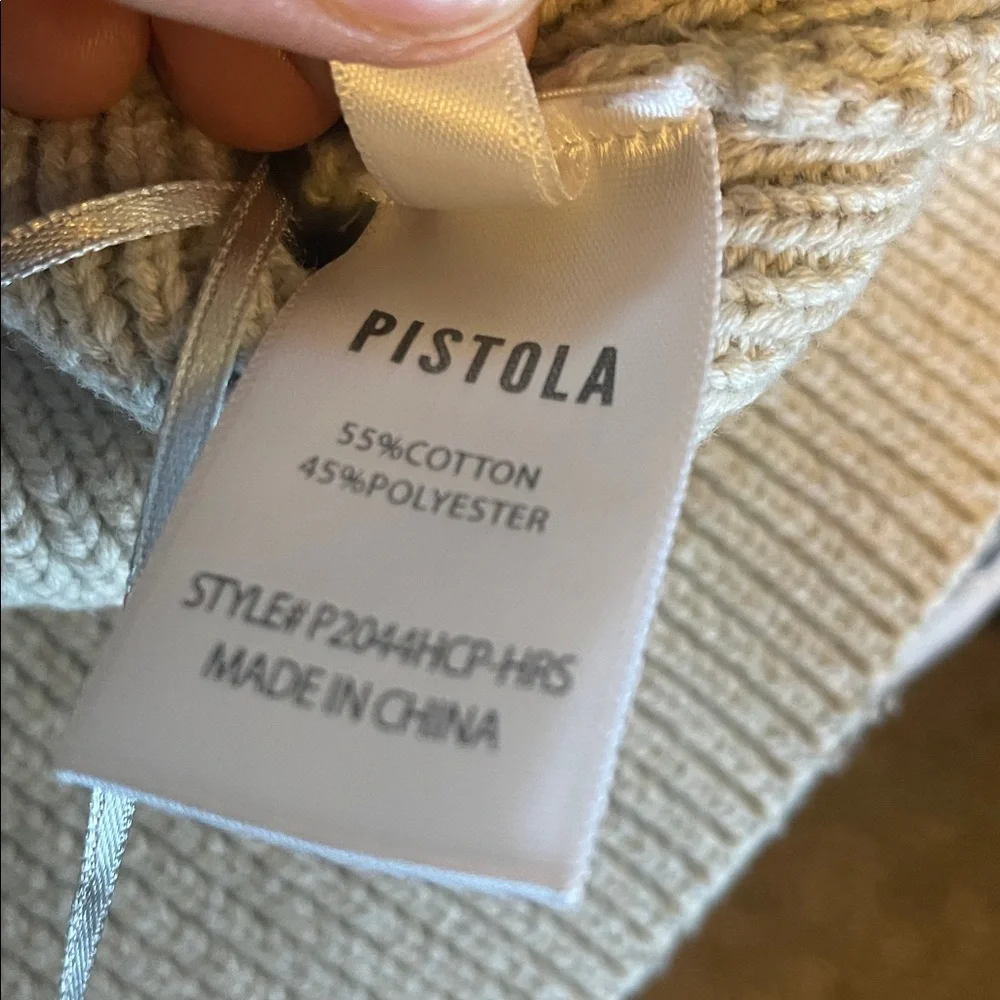 PISTOLA
55%COTTON
45%POLYESTER
STYLE# P2044HCP-HRS
MADE IN CHINA